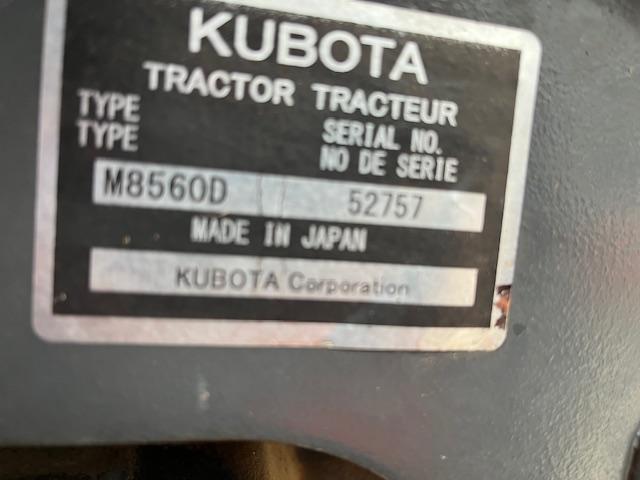 KUBOTA
TRACTOR TRACTEUR
TYPE
TYPE
SERIAL NO.
NO DE SERIE
M8560D 52757
MADE IN JAPAN
KUBOTA Corporation